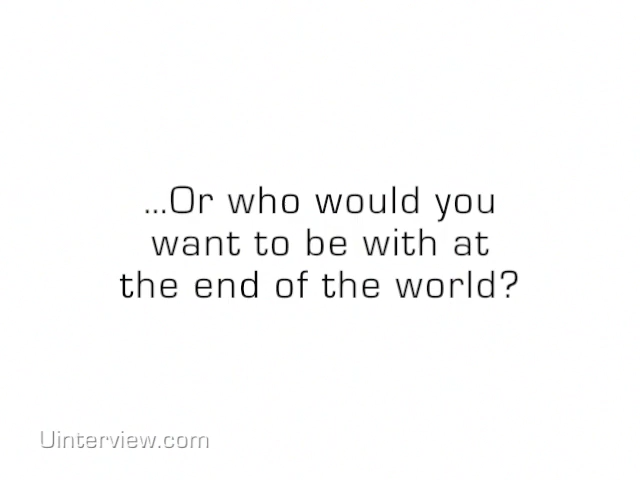 ...Or who would you
want to be with at
the end of the world?
Uinterview.com